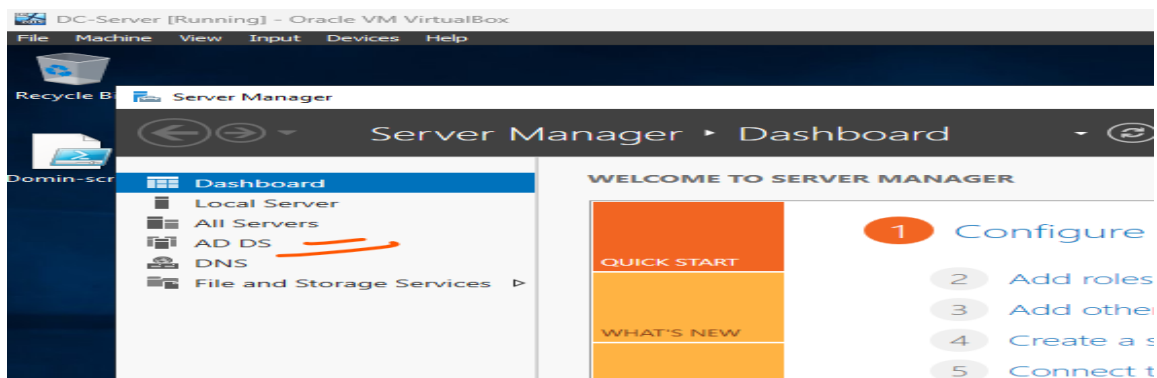 DC-Server [Running] - Oracle VM VirtualBox
File Machine View Input Devices Help
Recycle Bi
Server Manager
Server Manager ‣ Dashboard
Domin-scr
Dashboard
Local Server
All Servers
AD DS
DNS
File and Storage Services
WELCOME TO SERVER MANAGER
QUICK START
WHAT'S NEW
1 Configure
2 Add roles
3 Add other
4 Create a s
5 Connect t